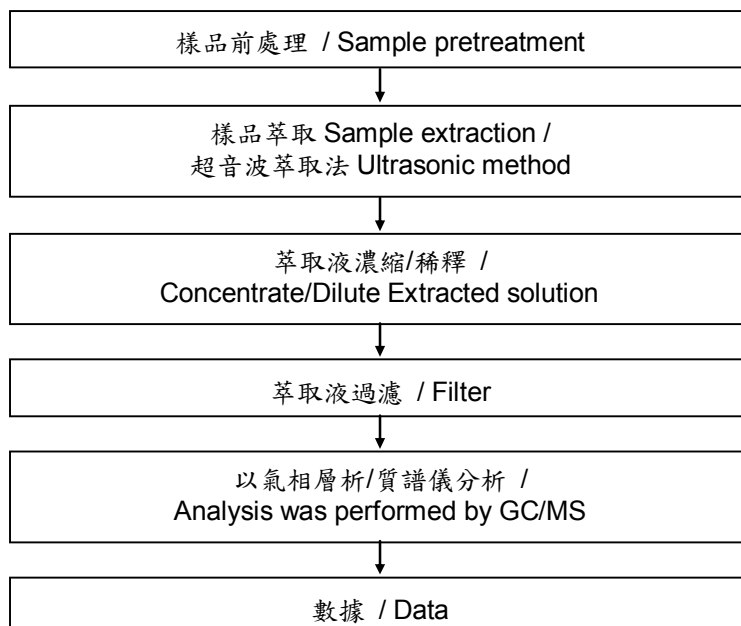 樣品前處理 / Sample pretreatment
樣品萃取 Sample extraction /
超音波萃取法 Ultrasonic method
萃取液濃縮/稀釋 /
Concentrate/Dilute Extracted solution
萃取液過濾 / Filter
以氣相層析/質譜儀分析 /
Analysis was performed by GC/MS
數據 / Data